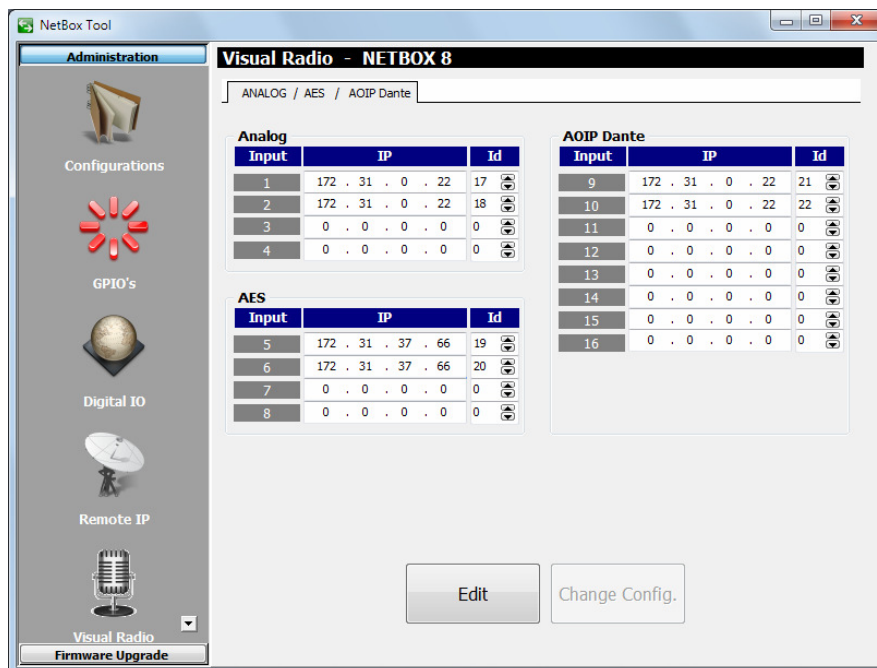 NetBox Tool
Administration
Configurations
GPIO's
Digital IO
Remote IP
Visual Radio
Firmware Upgrade
Visual Radio - NETBOX 8
ANALOG / AES / AOIP Dante
Analog
Input IP Id
1 172 . 31 . 0 . 22 17
2 172 . 31 . 0 . 22 18
3 0 . 0 . 0 . 0 0
4 0 . 0 . 0 . 0 0
AES
Input IP Id
5 172 . 31 . 37 . 66 19
6 172 . 31 . 37 . 66 20
7 0 . 0 . 0 . 0 0
8 0 . 0 . 0 . 0 0
AOIP Dante
Input IP Id
9 172 . 31 . 0 . 22 21
10 172 . 31 . 0 . 22 22
11 0 . 0 . 0 . 0 0
12 0 . 0 . 0 . 0 0
13 0 . 0 . 0 . 0 0
14 0 . 0 . 0 . 0 0
15 0 . 0 . 0 . 0 0
16 0 . 0 . 0 . 0 0
Edit
Change Config.